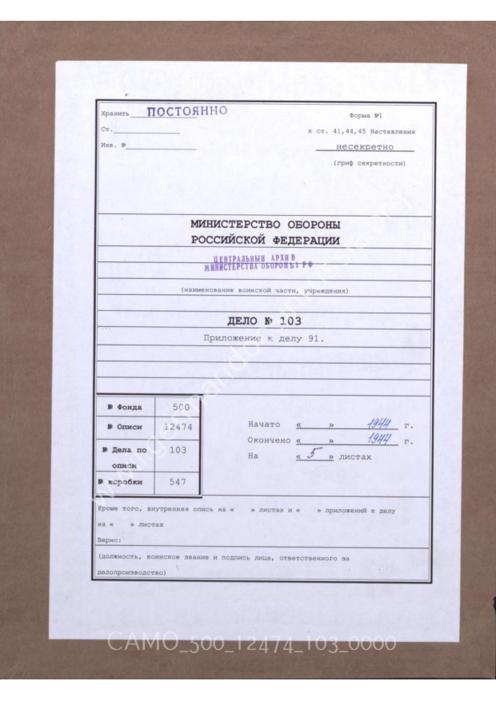 Хранить ПОСТОЯННО
Форма №1
Ст.
к ст. 41,44,45 Наставления
Инв. №
несекретно
(гриф секретности)
МИНИСТЕРСТВО ОБОРОНЫ
РОССИЙСКОЙ ФЕДЕРАЦИИ
ЦЕНТРАЛЬНЫЙ АРХИВ
МИНИСТЕРСТВА ОБОРОНЫ РФ
(наименование воинской части, учреждения)
ДЕЛО № 103
Приложение к делу 91.
№ Фонда 500
№ Описи 12474
№ Дела по описи 103
№ коробки 547
Начато « » 1944 г.
Окончено « » 1944 г.
На « 5 » листах
Кроме того, внутренняя опись на « » листах и « » приложений к делу
на « » листах
Верно:
(должность, воинское звание и подпись лица, ответственного за
делопроизводство)
CAMO_500_12474_103_0000